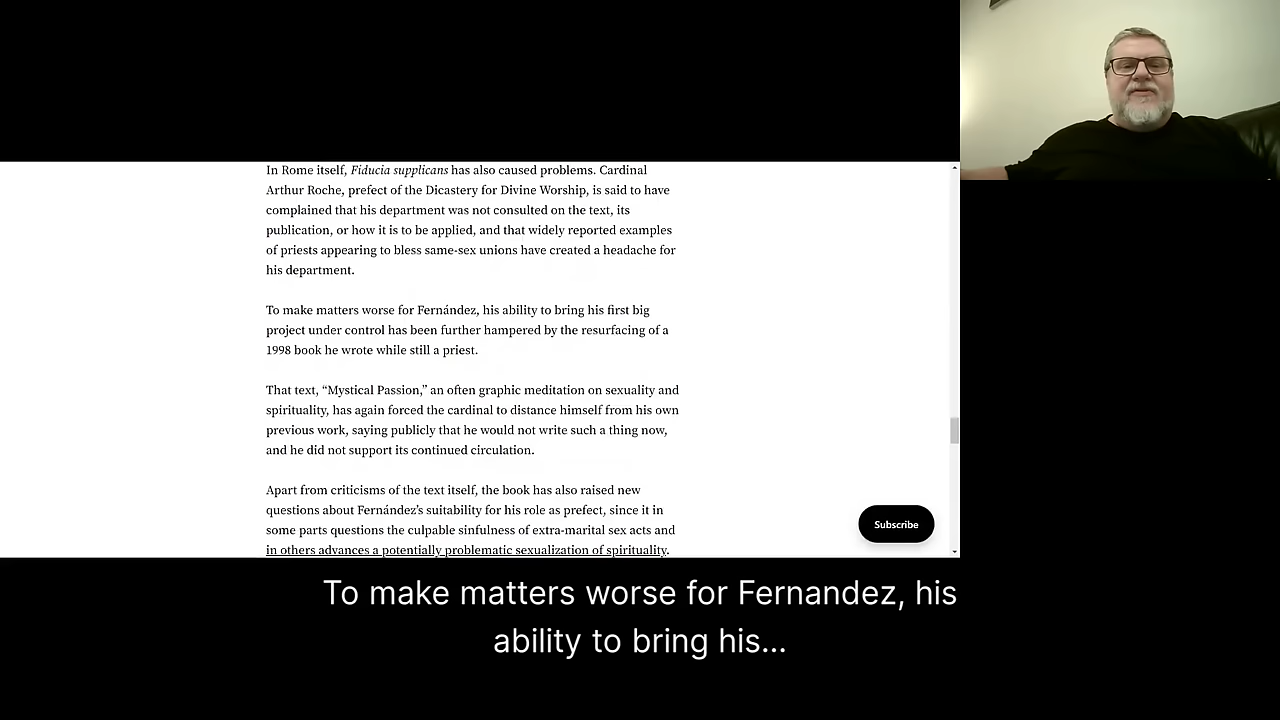 In Rome itself, Fiducia supplicans has also caused problems. Cardinal
Arthur Roche, prefect of the Dicastery for Divine Worship, is said to have
complained that his department was not consulted on the text, its
publication, or how it is to be applied, and that widely reported examples
of priests appearing to bless same-sex unions have created a headache for
his department.
To make matters worse for Fernández, his ability to bring his first big
project under control has been further hampered by the resurfacing of a
1998 book he wrote while still a priest.
That text, “Mystical Passion,” an often graphic meditation on sexuality and
spirituality, has again forced the cardinal to distance himself from his own
previous work, saying publicly that he would not write such a thing now,
and he did not support its continued circulation.
Apart from criticisms of the text itself, the book has also raised new
questions about Fernández’s suitability for his role as prefect, since it in
some parts questions the culpable sinfulness of extra-marital sex acts and
in others advances a potentially problematic sexualization of spirituality.
Subscribe
To make matters worse for Fernandez, his
ability to bring his...